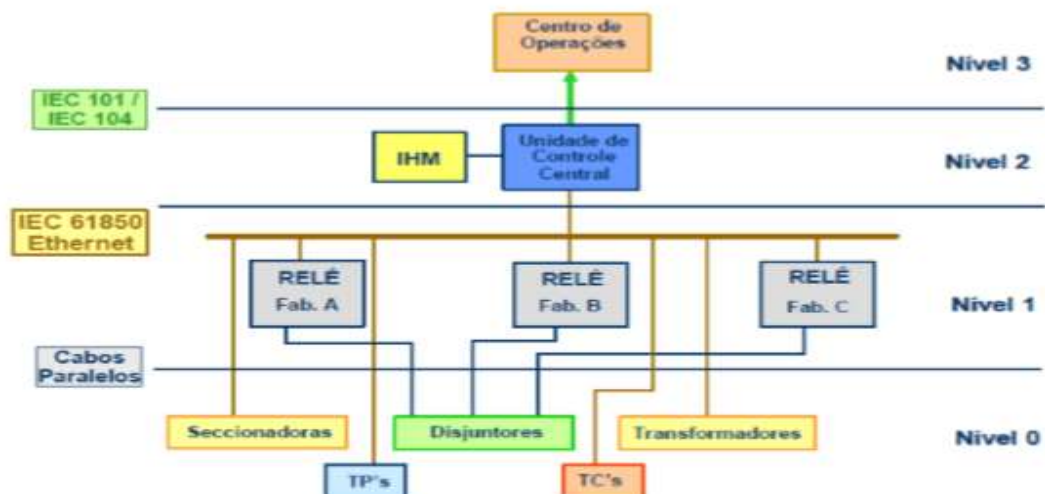 Centro de
Operações
Nível 3
IEC 101 /
IEC 104
IHM
Unidade de
Controle
Central
Nível 2
IEC 61850
Ethernet
RELÉ
Fab. A
RELÉ
Fab. B
RELÉ
Fab. C
Nível 1
Cabos
Paralelos
Seccionadoras
Disjuntores
Transformadores
Nível 0
TP's
TC's